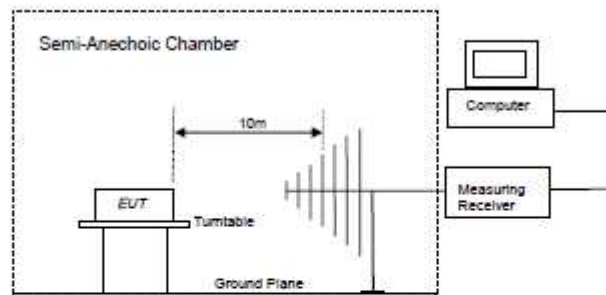 Semi-Anechoic Chamber
10m
Computer
EUT
Turntable
Measuring
Receiver
Ground Plane